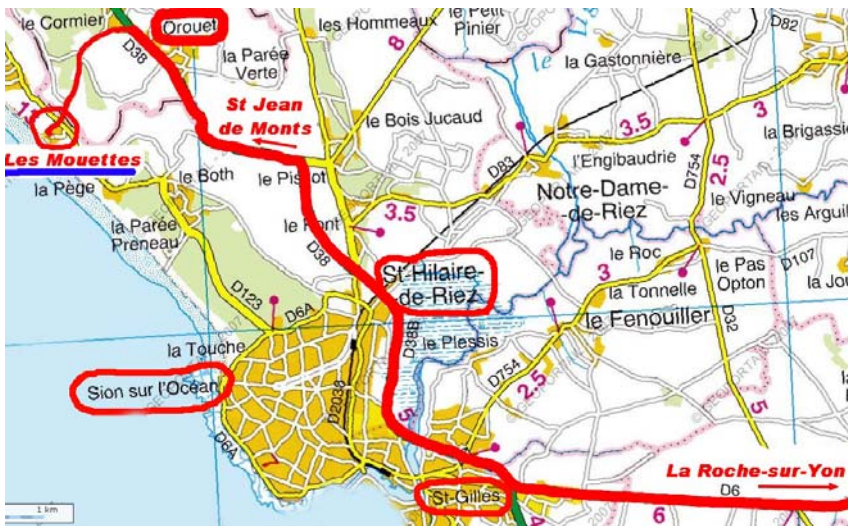 le Cormier
Orouet
les Hommeaux
le Petit
Pinier
le
D82
D38
la Parée
Verte
8
la Gastonnière
St Jean
de Monts
le Bois Jucaud
3.5
3
la Brigassiè
Les Mouettes
la Pège
le Both
le Pissot
D83
l'Engibaudrie
D754
2.5
Notre-Dame-
de-Riez
le Vigneau
les Arguil
la Parée
Préneau
le Pont
3.5
D38
le Roc
St-Hilaire-
de-Riez
3
le Pas
Opton
D107
la Tonnelle
la Jou
D123
D6A
D38B
le Plessis
le Fenouiller
D32
la Touche
D754
Sion sur l'Océan
D2038
5
2.5
5
D6A
7
La Roche-sur-Yon
St-Gilles
D6
6
4
1 km